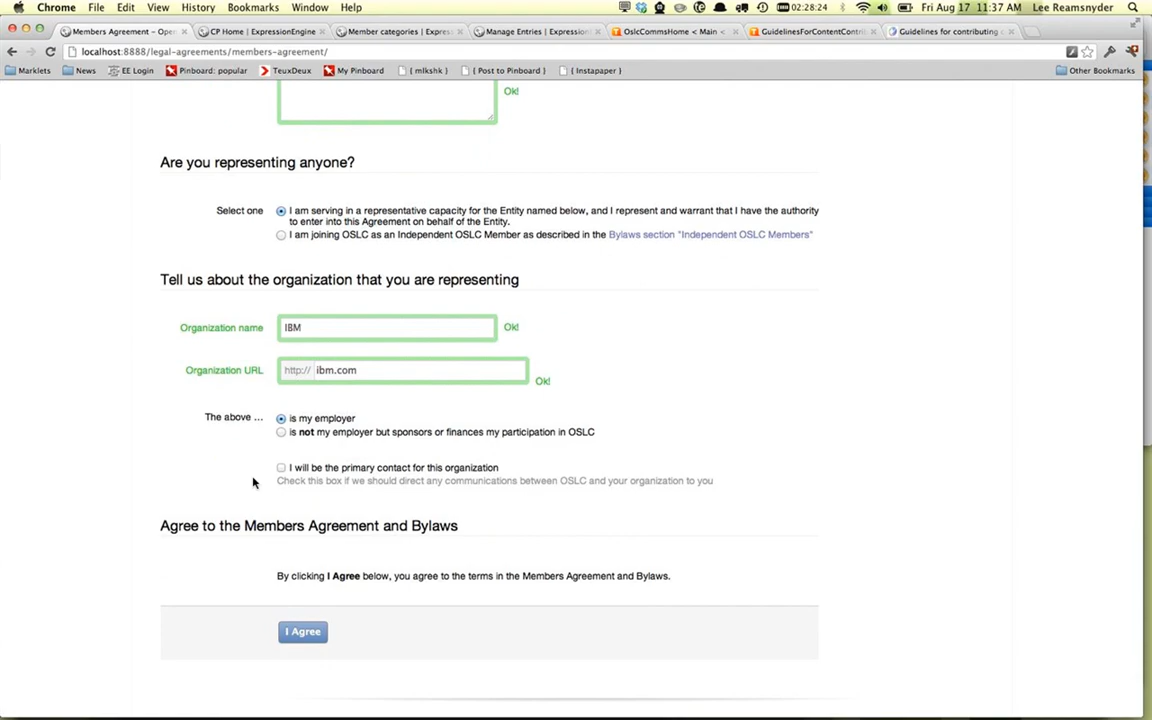 Chrome File Edit View History Bookmarks Window Help 02:28:24 Fri Aug 17 11:37 AM Lee Reamsnyder
Members Agreement – Open CP Home | ExpressionEngine Member categories | Express Manage Entries | Expression OslcCommsHome < Main < GuidelinesForContentContrib Guidelines for contributing c
localhost:8888/legal-agreements/members-agreement/
Marklets News EE Login Pinboard: popular TeuxDeux My Pinboard { mlkshk } { Post to Pinboard } { Instapaper } Other Bookmarks
Ok!
Are you representing anyone?
Select one I am serving in a representative capacity for the Entity named below, and I represent and warrant that I have the authority
to enter into this Agreement on behalf of the Entity.
I am joining OSLC as an Independent OSLC Member as described in the Bylaws section "Independent OSLC Members"
Tell us about the organization that you are representing
Organization name IBM Ok!
Organization URL http:// ibm.com Ok!
The above ... is my employer
is not my employer but sponsors or finances my participation in OSLC
I will be the primary contact for this organization
Check this box if we should direct any communications between OSLC and your organization to you
Agree to the Members Agreement and Bylaws
By clicking I Agree below, you agree to the terms in the Members Agreement and Bylaws.
I Agree